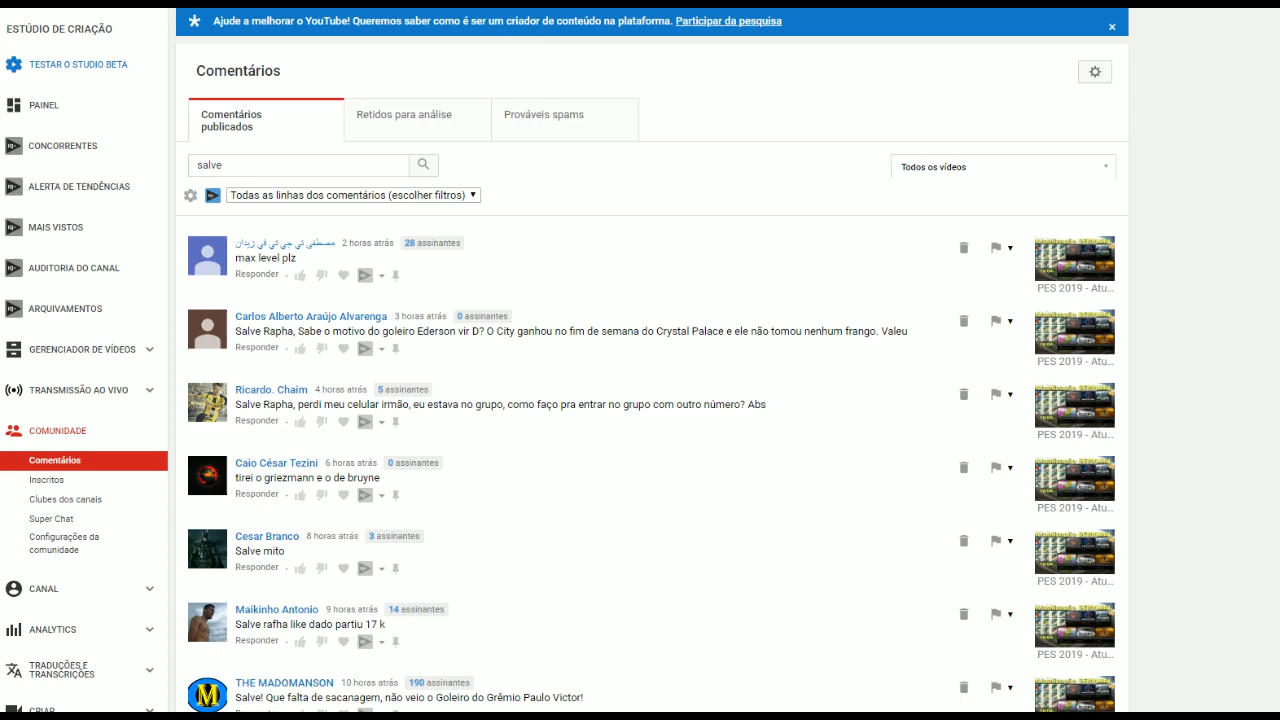 ESTÚDIO DE CRIAÇÃO
TESTAR O STUDIO BETA
PAINEL
CONCORRENTES
ALERTA DE TENDÊNCIAS
MAIS VISTOS
AUDITORIA DO CANAL
ARQUIVAMENTOS
GERENCIADOR DE VÍDEOS
TRANSMISSÃO AO VIVO
COMUNIDADE
Comentários
Inscritos
Clubes dos canais
Super Chat
Configurações da
comunidade
CANAL
ANALYTICS
TRADUÇÕES E
TRANSCRIÇÕES
CRIAR
Ajude a melhorar o YouTube! Queremos saber como é ser um criador de conteúdo na plataforma. Participar da pesquisa
Comentários
Comentários
publicados
Retidos para análise
Prováveis spams
salve
Todos os vídeos
Todas as linhas dos comentários (escolher filtros)
مصطفى تي جي تي في زيدان 2 horas atrás 28 assinantes
max level plz
Responder
PES 2019 - Atu...
Carlos Alberto Araújo Alvarenga 3 horas atrás 0 assinantes
Salve Rapha, Sabe o motivo do goleiro Ederson vir D? O City ganhou no fim de semana do Crystal Palace e ele não tomou nenhum frango. Valeu
Responder
PES 2019 - Atu...
Ricardo. Chaim 4 horas atrás 5 assinantes
Salve Rapha, perdi meu celular irmão, eu estava no grupo, como faço pra entrar no grupo com outro número? Abs
Responder
PES 2019 - Atu...
Caio César Tezini 6 horas atrás 0 assinantes
tirei o griezmann e o de bruyne
Responder
PES 2019 - Atu...
Cesar Branco 8 horas atrás 3 assinantes
Salve mito
Responder
PES 2019 - Atu...
Maikinho Antonio 9 horas atrás 14 assinantes
Salve rafha like dado partiu 17 k
Responder
PES 2019 - Atu...
THE MADOMANSON 10 horas atrás 190 assinantes
Salve! Que falta de sacanagem, não veio o Goleiro do Grêmio Paulo Victor!